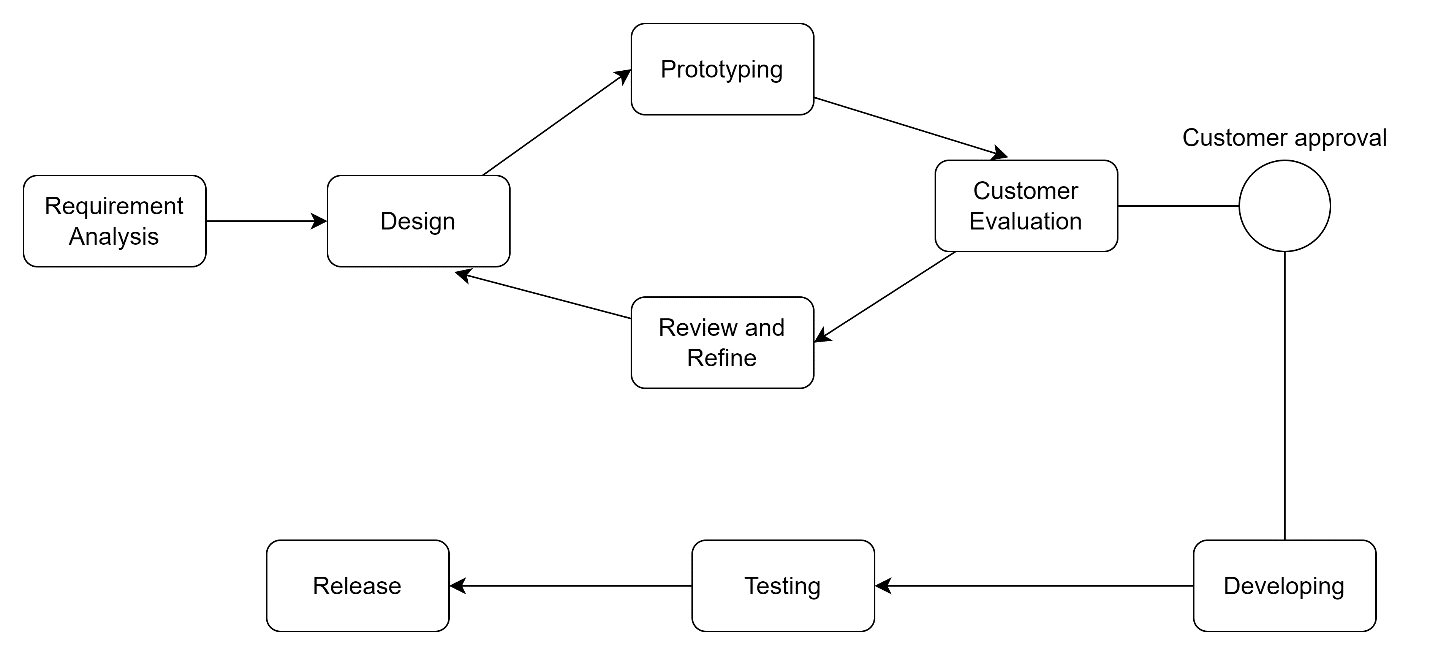 Prototyping
Customer approval
Requirement
Analysis
Design
Customer
Evaluation
Review and
Refine
Release
Testing
Developing